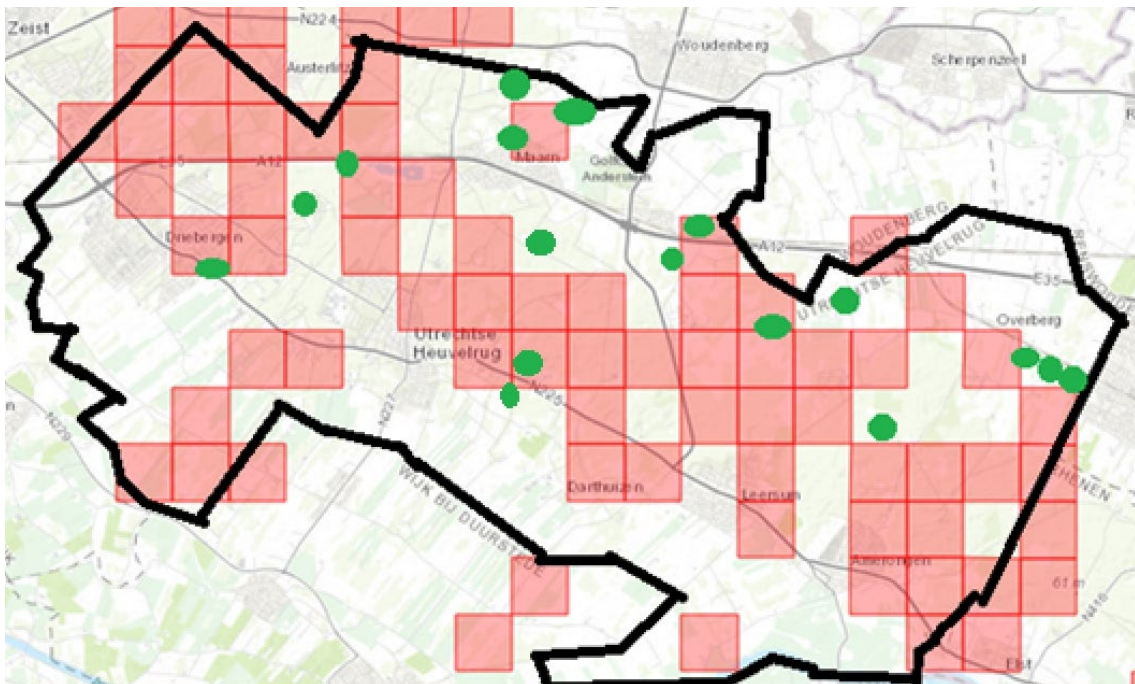 N224
Zeist
Woudenberg
Austerlitz
Scherpenzeel
Maarn
E35
A12
Anderstein
WOUDENBERG
Driebergen
A12
UTRECHTSE HEUVELRUG
E35
Overberg
Utrechtse
Heuvelrug
N225
N227
N229
WIJK BIJ DUURSTEDE
Darthuizen
Leersum
Amerongen
61 m
N416
Elst